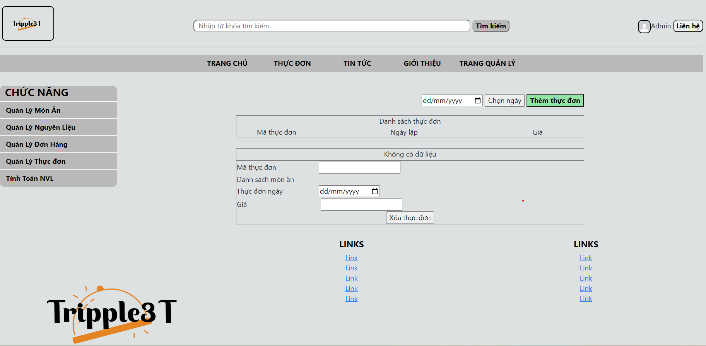 Tripple3T
Nhập từ khóa tìm kiếm...
Tìm kiếm
Admin
Liên hệ
TRANG CHỦ THỰC ĐƠN TIN TỨC GIỚI THIỆU TRANG QUẢN LÝ
CHỨC NĂNG
Quản Lý Món Ăn
Quản Lý Nguyên Liệu
Quản Lý Đơn Hàng
Quản Lý Thực đơn
Tính Toán NVL
dd/mm/yyyy Chọn ngày Thêm thực đơn
Danh sách thực đơn
Mã thực đơn Ngày lập Giá
Không có dữ liệu
Mã thực đơn
Danh sách món ăn
Thực đơn ngày dd/mm/yyyy
Giá
Xóa thực đơn
LINKS LINKS
Link Link
Link Link
Link Link
Link Link
Link Link
Tripple3T